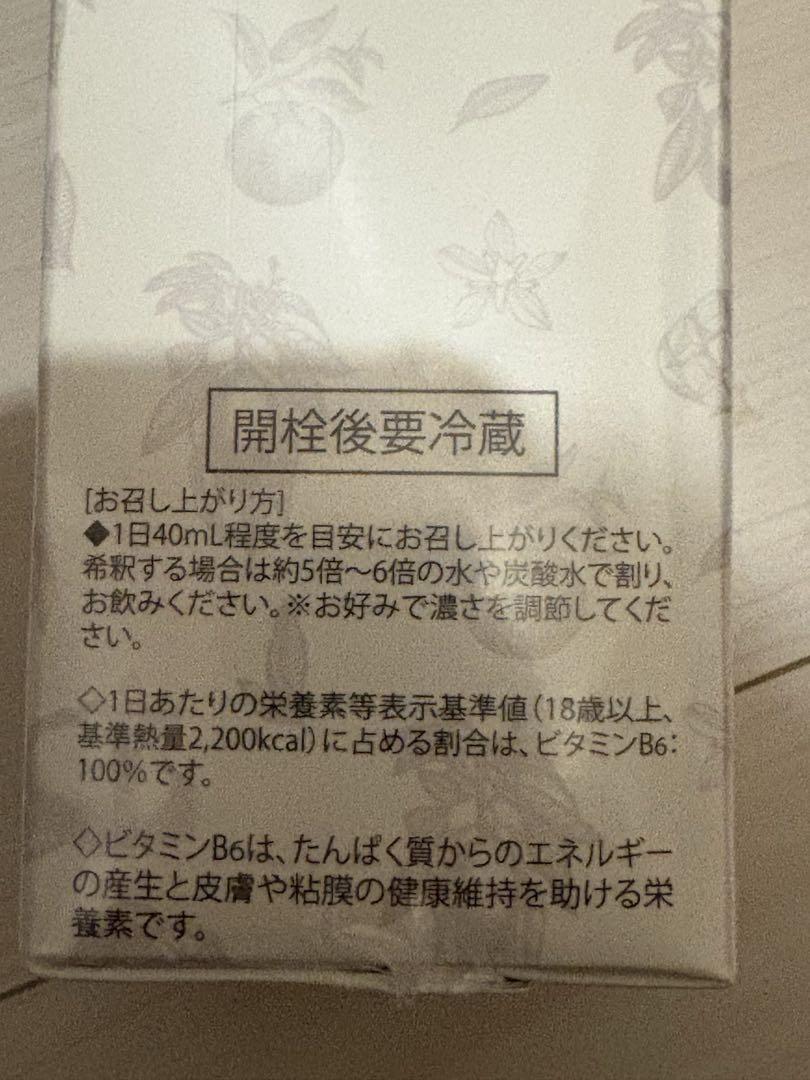 開栓後要冷蔵
[お召し上がり方]
◆1日40mL程度を目安にお召し上がりください。
希釈する場合は約5倍〜6倍の水や炭酸水で割り、
お飲みください。※お好みで濃さを調節してくだ
さい。
◇1日あたりの栄養素等表示基準値(18歳以上、
基準熱量2,200kcal)に占める割合は、ビタミンB6:
100%です。
◇ビタミンB6は、たんぱく質からのエネルギー
の産生と皮膚や粘膜の健康維持を助ける栄
養素です。